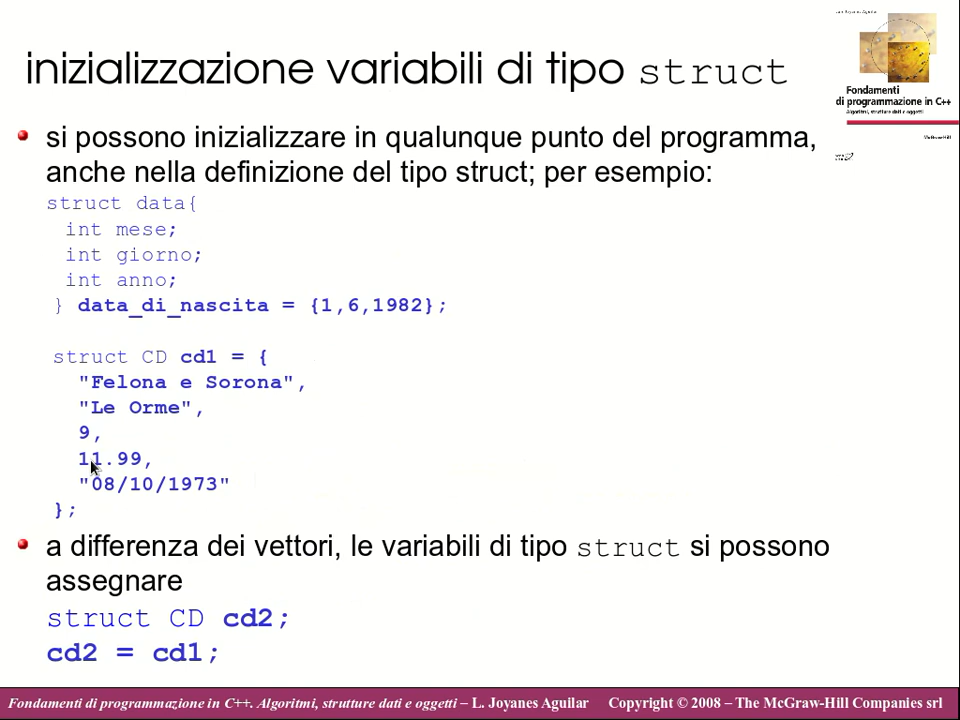 inizializzazione variabili di tipo struct
Fondamenti
di programmazione in C++
Algoritmi, strutture dati e oggetti
si possono inizializzare in qualunque punto del programma,
anche nella definizione del tipo struct; per esempio:
struct data{
int mese;
int giorno;
int anno;
} data_di_nascita = {1,6,1982};
struct CD cd1 = {
"Felona e Sorona",
"Le Orme",
9,
11.99,
"08/10/1973"
};
a differenza dei vettori, le variabili di tipo struct si possono
assegnare
struct CD cd2;
cd2 = cd1;
Fondamenti di programmazione in C++. Algoritmi, strutture dati e oggetti – L. Joyanes Aguilar Copyright © 2008 – The McGraw-Hill Companies srl